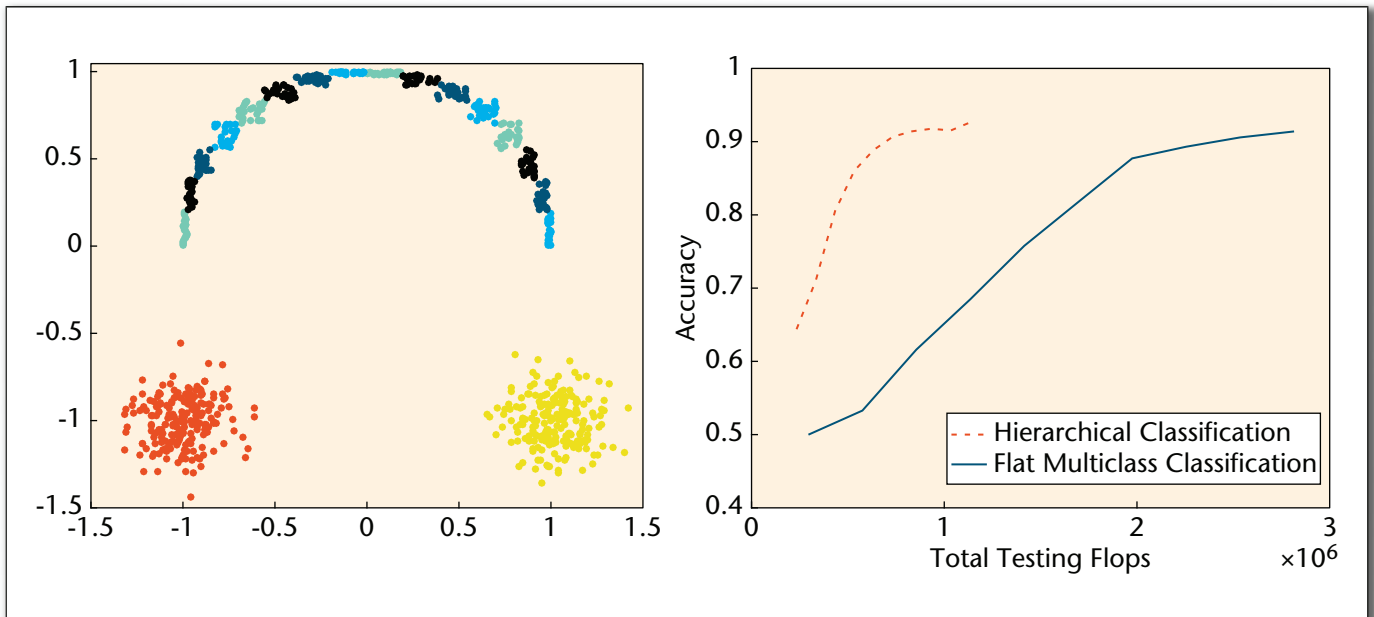 1
0.5
0
-0.5
-1
-1.5
-1.5 -1 -0.5 0 0.5 1 1.5
1
0.9
0.8
0.7
0.6
0.5
0.4
Accuracy
Hierarchical Classification
Flat Multiclass Classification
0 1 2 3
Total Testing Flops ×10⁶